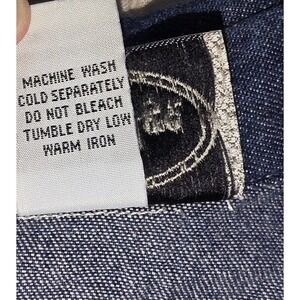 MACHINE WASH
COLD SEPARATELY
DO NOT BLEACH
TUMBLE DRY LOW
WARM IRON